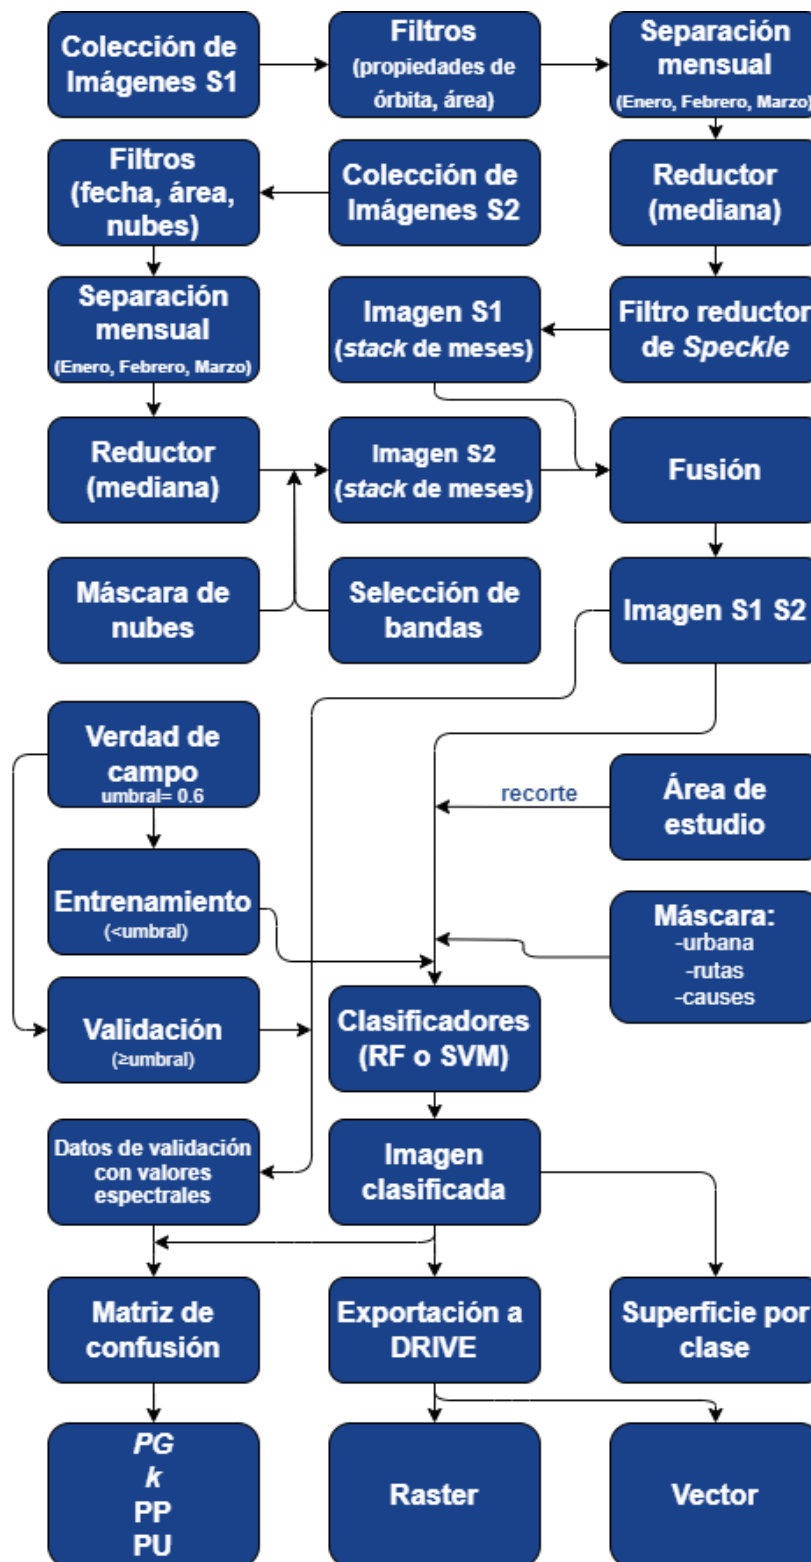 Colección de
Imágenes S1
Filtros
(propiedades de
órbita, área)
Separación
mensual
(Enero, Febrero, Marzo)
Filtros
(fecha, área,
nubes)
Colección de
Imágenes S2
Reductor
(mediana)
Separación
mensual
(Enero, Febrero, Marzo)
Imagen S1
(stack de meses)
Filtro reductor
de Speckle
Reductor
(mediana)
Imagen S2
(stack de meses)
Fusión
Máscara de
nubes
Selección de
bandas
Imagen S1 S2
Verdad de
campo
umbral= 0.6
recorte
Área de
estudio
Entrenamiento
(<umbral)
Máscara:
-urbana
-rutas
-causes
Validación
(≥umbral)
Clasificadores
(RF o SVM)
Datos de validación
con valores
espectrales
Imagen
clasificada
Matriz de
confusión
Exportación a
DRIVE
Superficie por
clase
PG
k
PP
PU
Raster
Vector